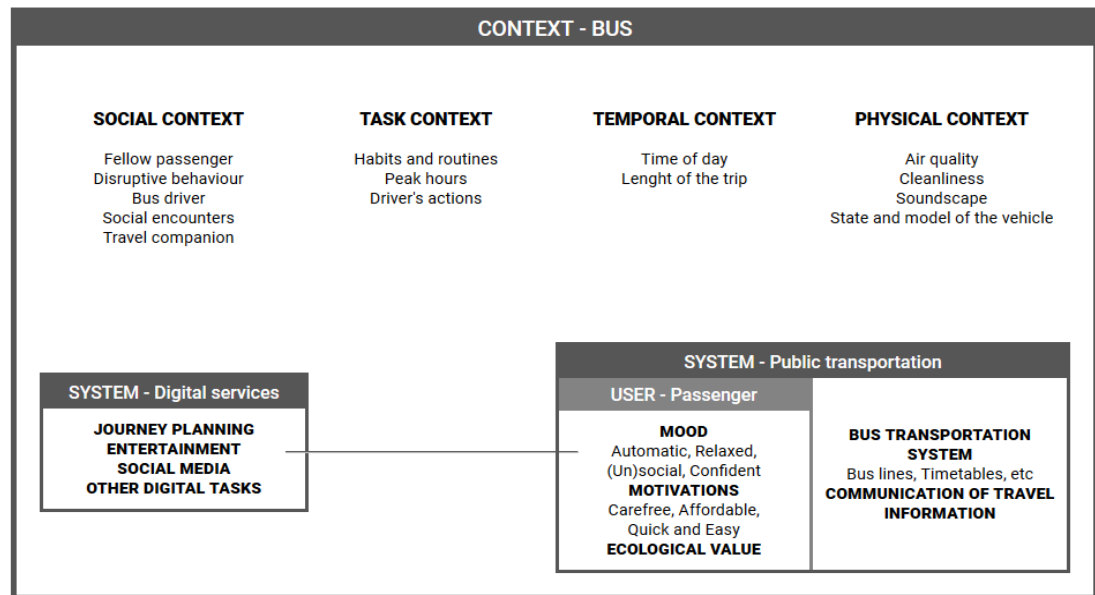 CONTEXT - BUS
SOCIAL CONTEXT
Fellow passenger
Disruptive behaviour
Bus driver
Social encounters
Travel companion
TASK CONTEXT
Habits and routines
Peak hours
Driver's actions
TEMPORAL CONTEXT
Time of day
Lenght of the trip
PHYSICAL CONTEXT
Air quality
Cleanliness
Soundscape
State and model of the vehicle
SYSTEM - Digital services
JOURNEY PLANNING
ENTERTAINMENT
SOCIAL MEDIA
OTHER DIGITAL TASKS
SYSTEM - Public transportation
USER - Passenger
MOOD
Automatic, Relaxed,
(Un)social, Confident
MOTIVATIONS
Carefree, Affordable,
Quick and Easy
ECOLOGICAL VALUE
BUS TRANSPORTATION
SYSTEM
Bus lines, Timetables, etc
COMMUNICATION OF TRAVEL
INFORMATION